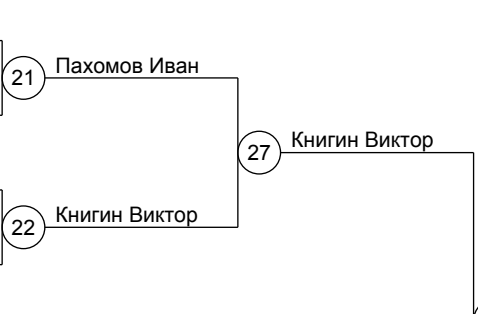 21 Пахомов Иван
27 Книгин Виктор
22 Книгин Виктор